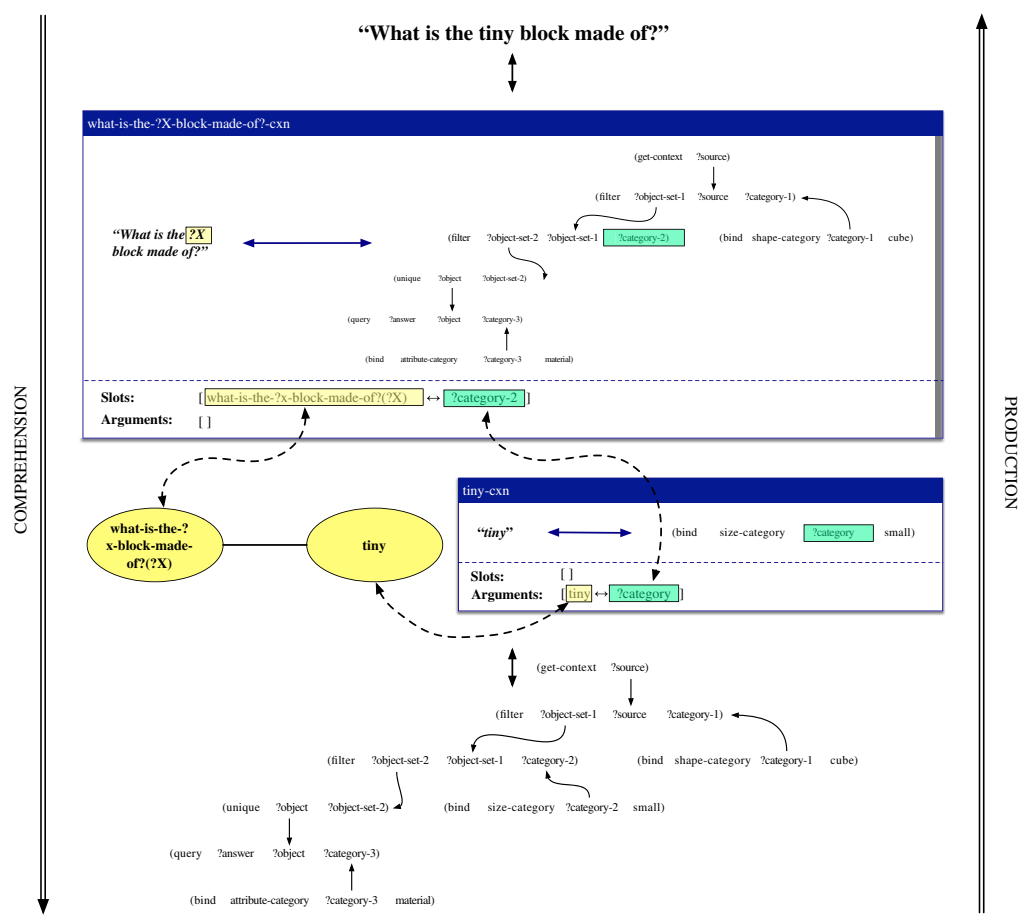 “What is the tiny block made of?”
what-is-the-?X-block-made-of?-cxn
(get-context ?source)
(filter ?object-set-1 ?source ?category-1)
“What is the ?X
block made of?”
(filter ?object-set-2 ?object-set-1 ?category-2)
(bind shape-category ?category-1 cube)
(unique ?object ?object-set-2)
(query ?answer ?object ?category-3)
(bind attribute-category ?category-3 material)
Slots: [ what-is-the-?x-block-made-of?(?X) ↔ ?category-2 ]
Arguments: [ ]
COMPREHENSION
PRODUCTION
what-is-the-?
x-block-made-
of?(?X)
tiny
tiny-cxn
“tiny”
(bind size-category ?category small)
Slots: [ ]
Arguments: [ tiny ↔ ?category ]
(get-context ?source)
(filter ?object-set-1 ?source ?category-1)
(filter ?object-set-2 ?object-set-1 ?category-2)
(bind shape-category ?category-1 cube)
(unique ?object ?object-set-2)
(bind size-category ?category-2 small)
(query ?answer ?object ?category-3)
(bind attribute-category ?category-3 material)